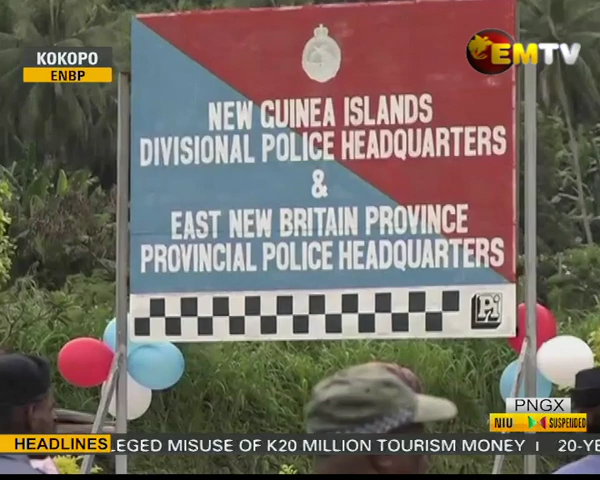 KOKOPO
ENBP
EMTV
NEW GUINEA ISLANDS
DIVISIONAL POLICE HEADQUARTERS
&
EAST NEW BRITAIN PROVINCE
PROVINCIAL POLICE HEADQUARTERS
Pi
PNGX
NIU SUSPENDED
HEADLINES LEGED MISUSE OF K20 MILLION TOURISM MONEY I 20-YE